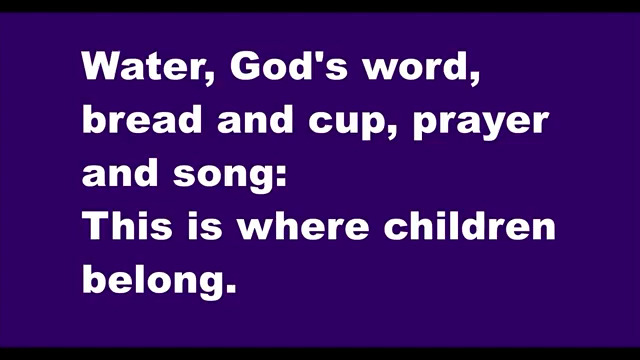 Water, God's word,
bread and cup, prayer
and song:
This is where children
belong.